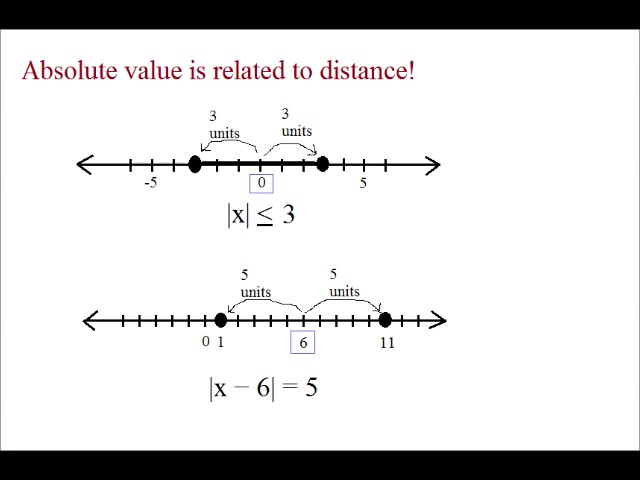 Absolute value is related to distance!
3 units
3 units
-5 0 5
|x| ≤ 3
5 units
5 units
0 1 6 11
|x − 6| = 5